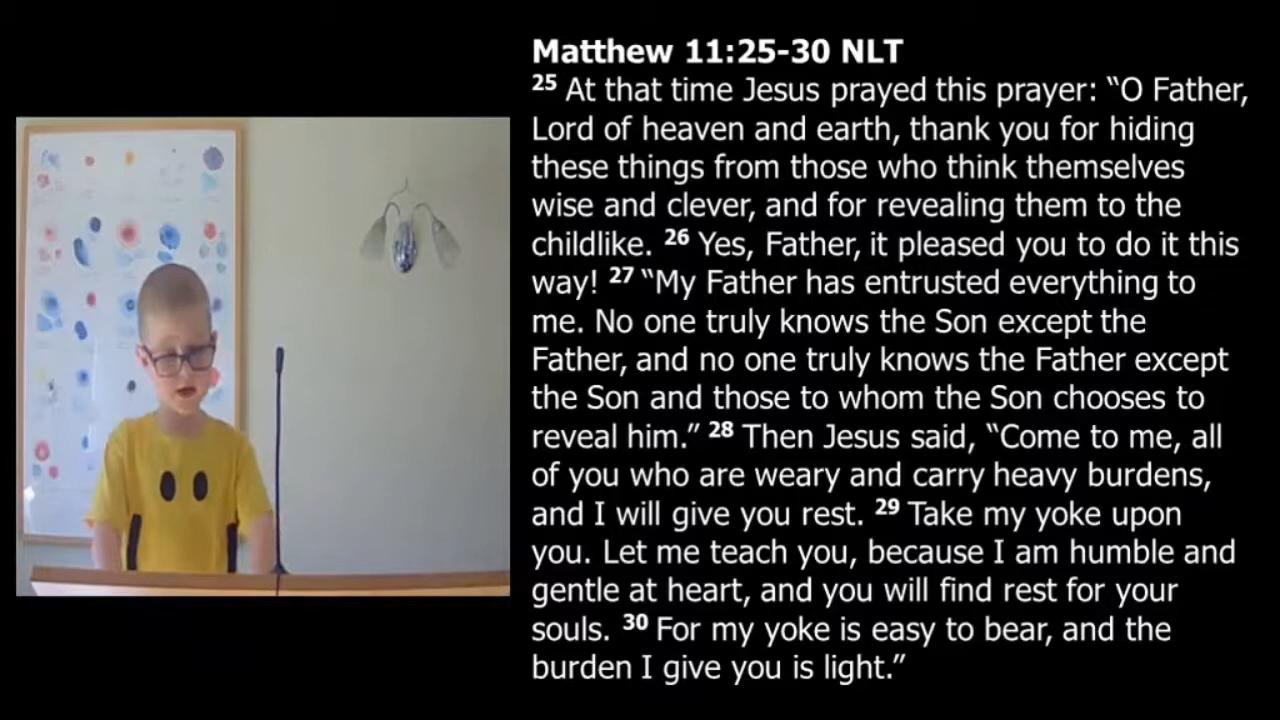 Matthew 11:25-30 NLT
25 At that time Jesus prayed this prayer: “O Father,
Lord of heaven and earth, thank you for hiding
these things from those who think themselves
wise and clever, and for revealing them to the
childlike. 26 Yes, Father, it pleased you to do it this
way! 27 “My Father has entrusted everything to
me. No one truly knows the Son except the
Father, and no one truly knows the Father except
the Son and those to whom the Son chooses to
reveal him.” 28 Then Jesus said, “Come to me, all
of you who are weary and carry heavy burdens,
and I will give you rest. 29 Take my yoke upon
you. Let me teach you, because I am humble and
gentle at heart, and you will find rest for your
souls. 30 For my yoke is easy to bear, and the
burden I give you is light.”